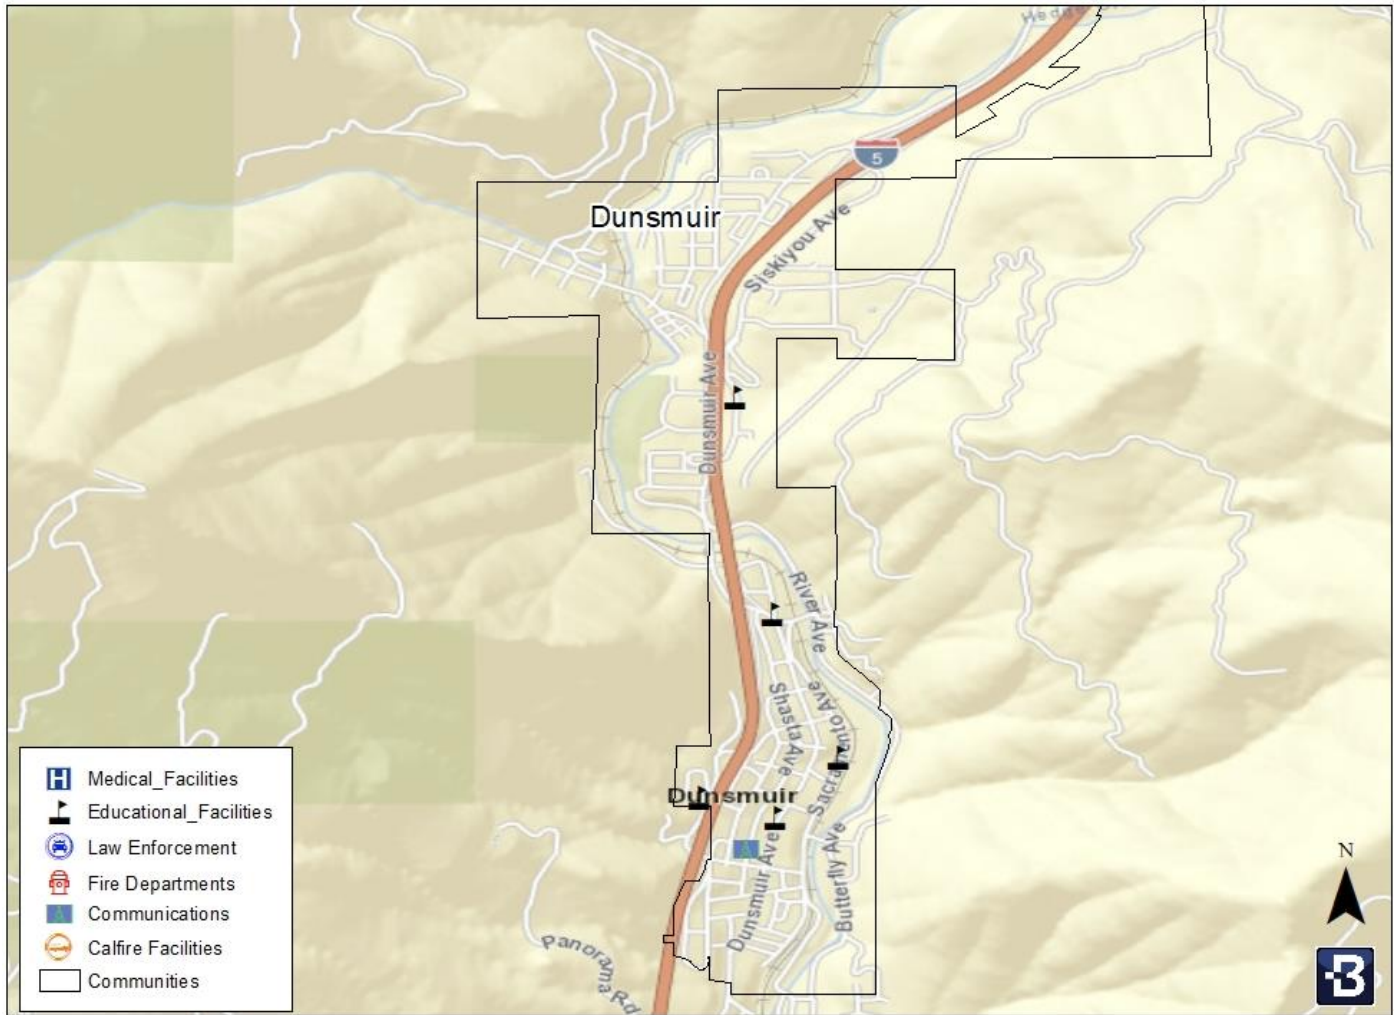 Hedge
5
Dunsmuir
Siskiyou Ave
Dunsmuir Ave
River Ave
Shasta Ave
Sacramento Ave
Dunsmuir
Dunsmuir Ave
Butterfly Ave
Panorama Rd
H Medical_Facilities
Educational_Facilities
Law Enforcement
Fire Departments
Communications
Calfire Facilities
Communities
N
B